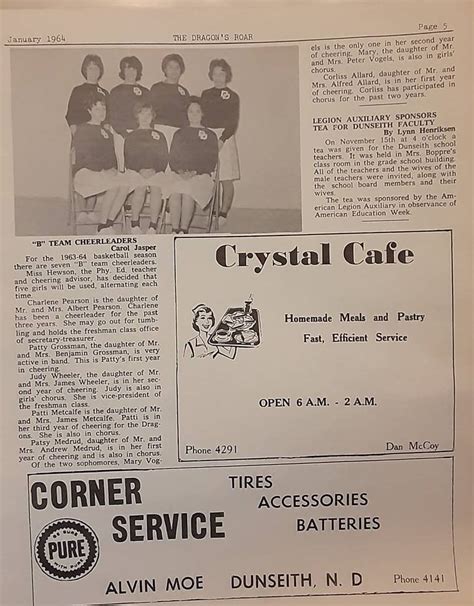 January 1964
THE DRAGON'S ROAR
Page 5
"B" TEAM CHEERLEADERS
Carol Jasper
For the 1963-64 basketball season
there are seven "B" team cheerleaders.
Miss Hewson, the Phy. Ed. teacher
and cheering advisor, has decided that
five girls will be used, alternating each
time.
Charlene Pearson is the daughter of
Mr. and Mrs. Albert Pearson. Charlene
has been a cheerleader for the past
three years. She may go out for tum-
bling and holds the freshman class office
of secretary-treasurer.
Patty Grossman, the daughter of Mr.
and Mrs. Benjamin Grossman, is very
active in band. This is Patty's first year
in cheering.
Judy Wheeler, the daughter of Mr.
and Mrs. James Wheeler, is in her sec-
ond year of cheering. Judy is also in
girls' chorus. She is vice-president of
the freshman class.
Patti Metcalfe is the daughter of Mr.
and Mrs. James Metcalfe. Patti is in
her third year of cheering for the Drag-
ons. She is also in chorus.
Patsy Medrud, daughter of Mr. and
Mrs. Andrew Medrud, is in her first
year of cheering and is also in chorus.
Of the two sophomores, Mary Vog-
els is the only one in her second year
of cheering. Mary, the daughter of Mr.
and Mrs. Peter Vogels, is also in girls'
chorus.
Corliss Allard, daughter of Mr. and
Mrs. Alfred Allard, is in her first year
of cheering. Corliss has participated in
chorus for the past two years.
LEGION AUXILIARY SPONSORS
TEA FOR DUNSEITH FACULTY
By Lynn Henriksen
On November 15th at 4 o'clock a
tea was given for the Dunseith school
teachers. It was held in Mrs. Boppre's
class room in the grade school building.
All of the teachers and the wives of the
male teachers were invited, along with
the school board members and their
wives.
The tea was sponsored by the Am-
erican Legion Auxiliary in observance of
American Education Week.
Crystal Cafe
Homemade Meals and Pastry
Fast, Efficient Service
OPEN 6 A.M. - 2 A.M.
Phone 4291
Dan McCoy
CORNER
SERVICE
TIRES
ACCESSORIES
BATTERIES
BE SURE
PURE
WITH PURE
ALVIN MOE
DUNSEITH, N. D
Phone 4141